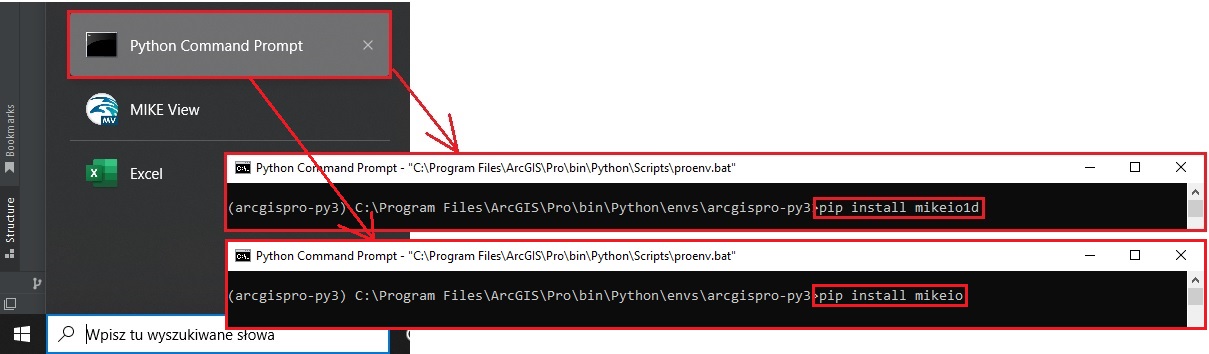 Python Command Prompt
MIKE View
MV
Excel
Bookmarks
Structure
Python Command Prompt - "C:\Program Files\ArcGIS\Pro\bin\Python\Scripts\proenv.bat"
(arcgispro-py3) C:\Program Files\ArcGIS\Pro\bin\Python\envs\arcgispro-py3>pip install mikeio1d
Python Command Prompt - "C:\Program Files\ArcGIS\Pro\bin\Python\Scripts\proenv.bat"
(arcgispro-py3) C:\Program Files\ArcGIS\Pro\bin\Python\envs\arcgispro-py3>pip install mikeio
Wpisz tu wyszukiwane słowa